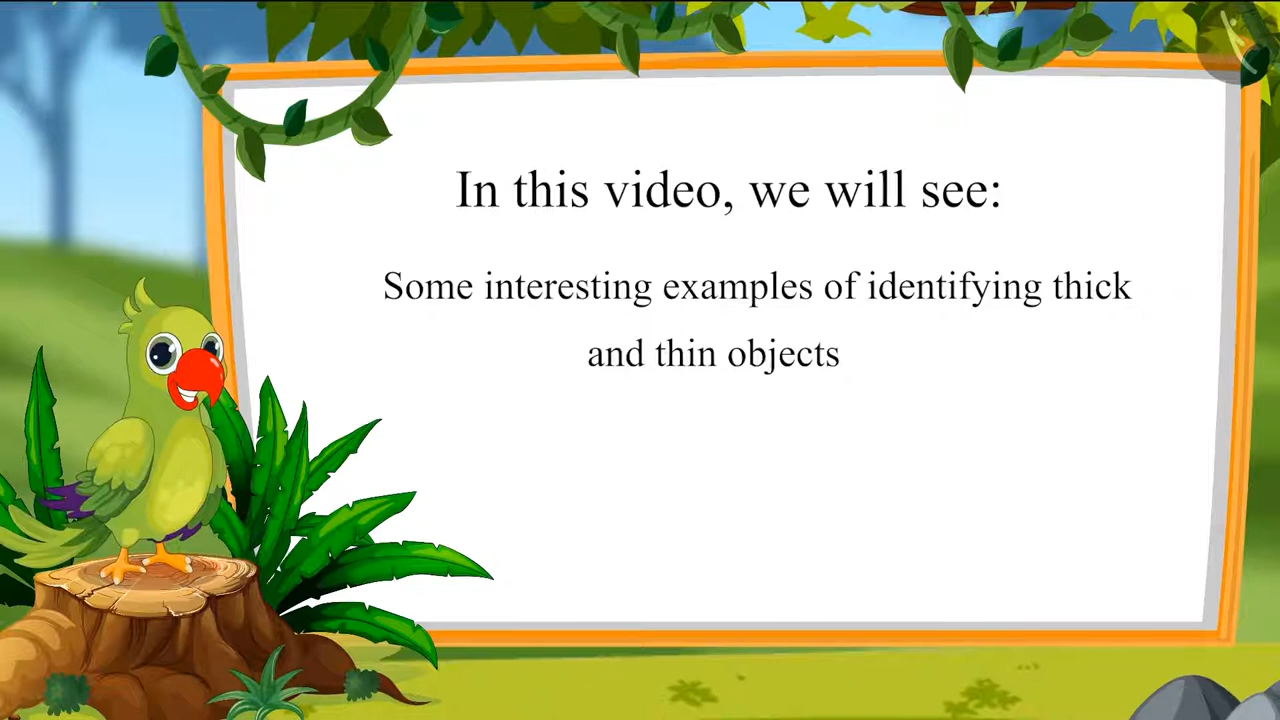 In this video, we will see:
Some interesting examples of identifying thick
and thin objects